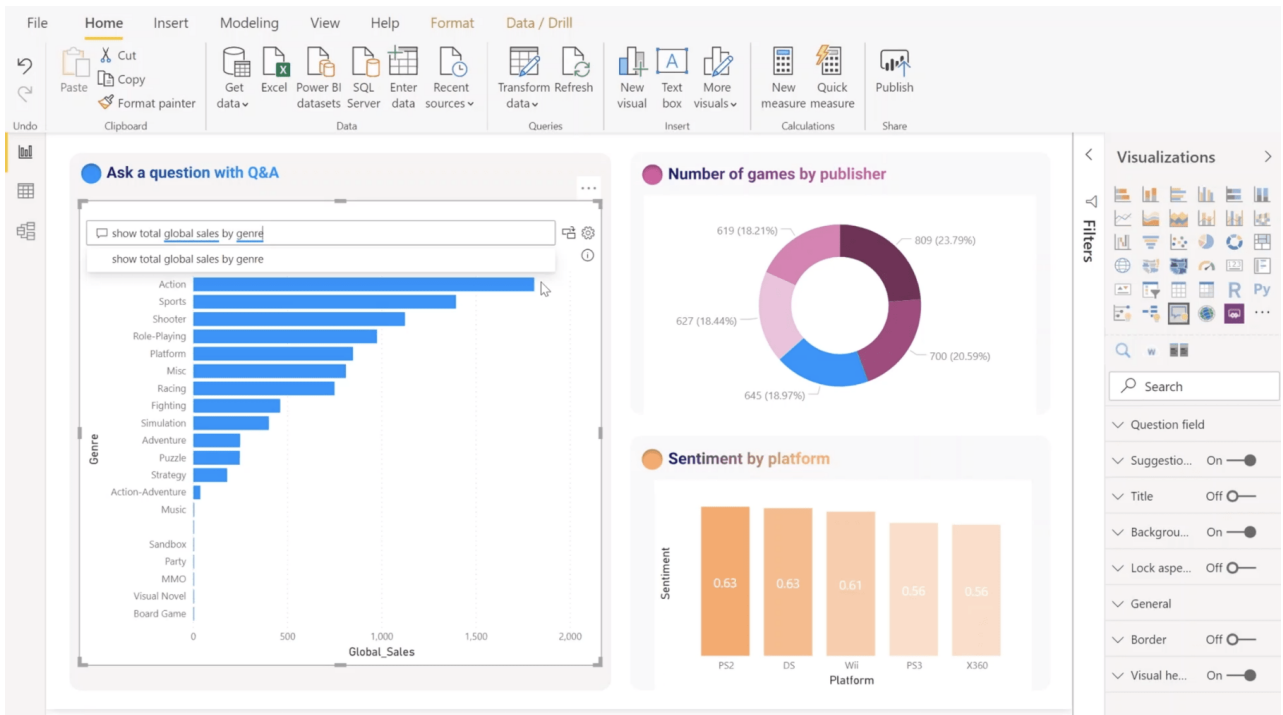 File Home Insert Modeling View Help Format Data / Drill
Paste
Cut
Copy
Format painter
Get data
Excel
Power BI datasets
SQL Server
Enter data
Recent sources
Transform data
Refresh
New visual
Text box
More visuals
New measure
Quick measure
Publish
Undo Clipboard Data Queries Insert Calculations Share
Ask a question with Q&A
show total global sales by genre
show total global sales by genre
Genre
Action
Sports
Shooter
Role-Playing
Platform
Misc
Racing
Fighting
Simulation
Adventure
Puzzle
Strategy
Action-Adventure
Music
Sandbox
Party
MMO
Visual Novel
Board Game
0 500 1,000 1,500 2,000
Global_Sales
Number of games by publisher
619 (18.21%)
809 (23.79%)
627 (18.44%)
700 (20.59%)
645 (18.97%)
Sentiment by platform
Sentiment
0.63 0.63 0.61 0.56 0.56
PS2 DS Wii PS3 X360
Platform
Filters
Visualizations
R Py
Search
Question field
Suggestio... On
Title Off
Backgrou... On
Lock aspe... Off
General
Border Off
Visual he... On